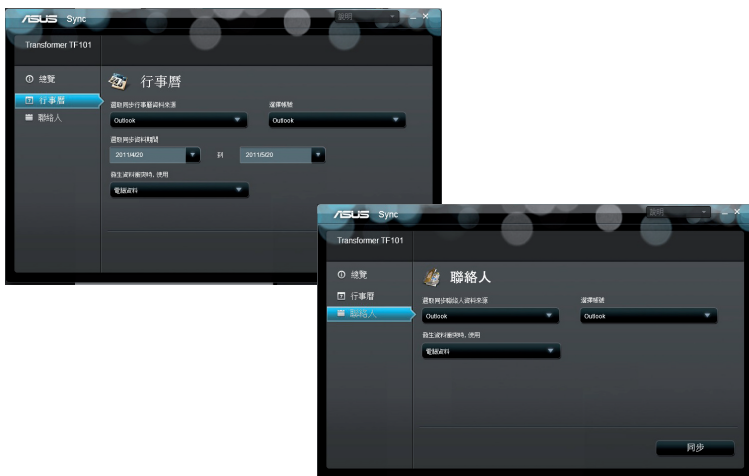 ASUS Sync
說明
Transformer TF101
總覽
行事曆
聯絡人
行事曆
選取同步行事曆資料來源
選擇帳號
Outlook
Outlook
選取同步資料期間
2011/4/20
到
2011/5/20
發生資料衝突時, 使用
電腦資料
ASUS Sync
說明
Transformer TF101
總覽
行事曆
聯絡人
聯絡人
選取同步聯絡人資料來源
選擇帳號
Outlook
Outlook
發生資料衝突時, 使用
電腦資料
同步